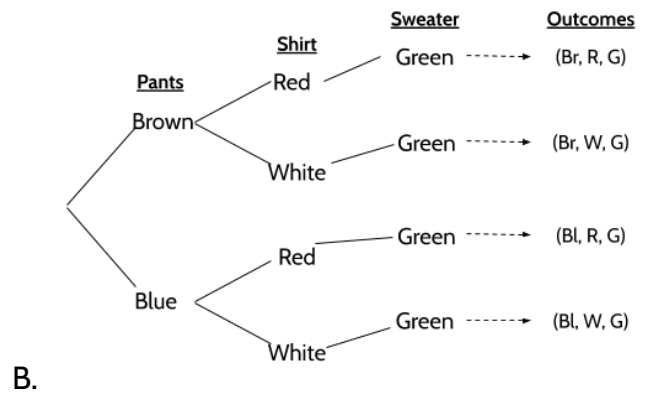 Pants
Shirt
Sweater
Outcomes
Brown
Red
Green
(Br, R, G)
White
Green
(Br, W, G)
Blue
Red
Green
(Bl, R, G)
White
Green
(Bl, W, G)
B.